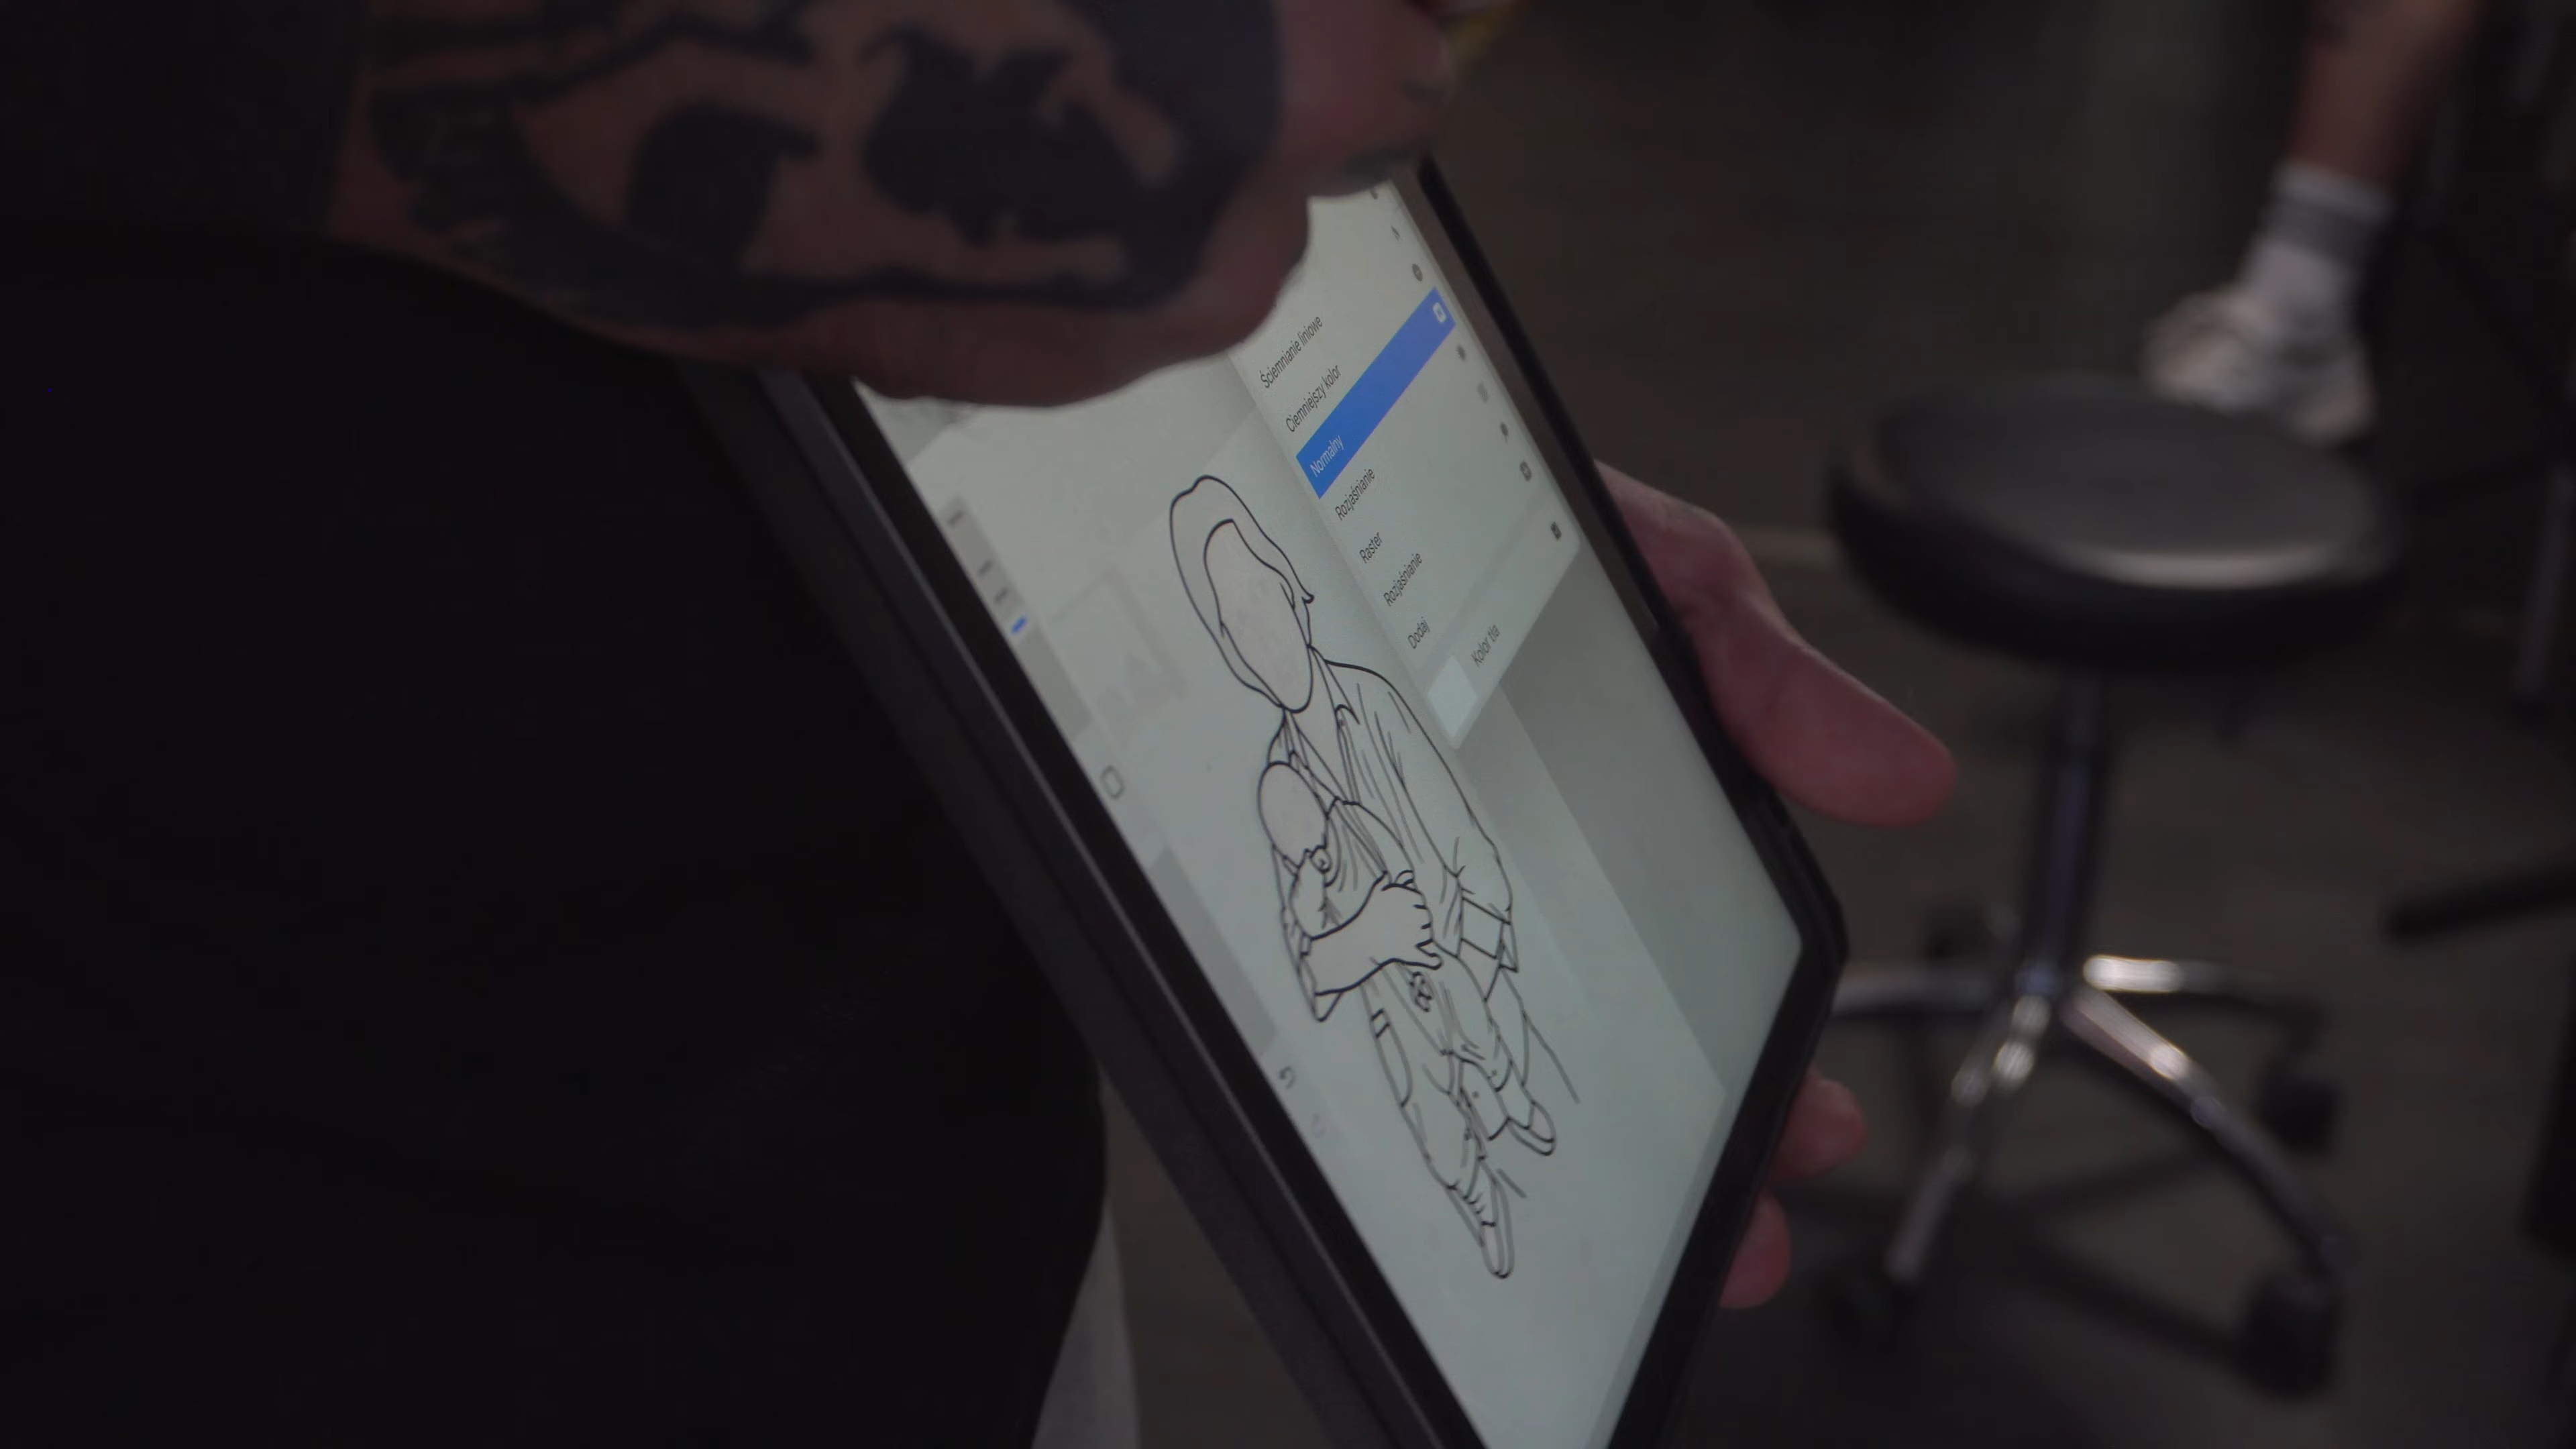 Ściemnianie liniowe
Ciemniejszy kolor
Normalny
Rozjaśnianie
Raster
Rozjaśnianie
Dodaj
Kolor tła